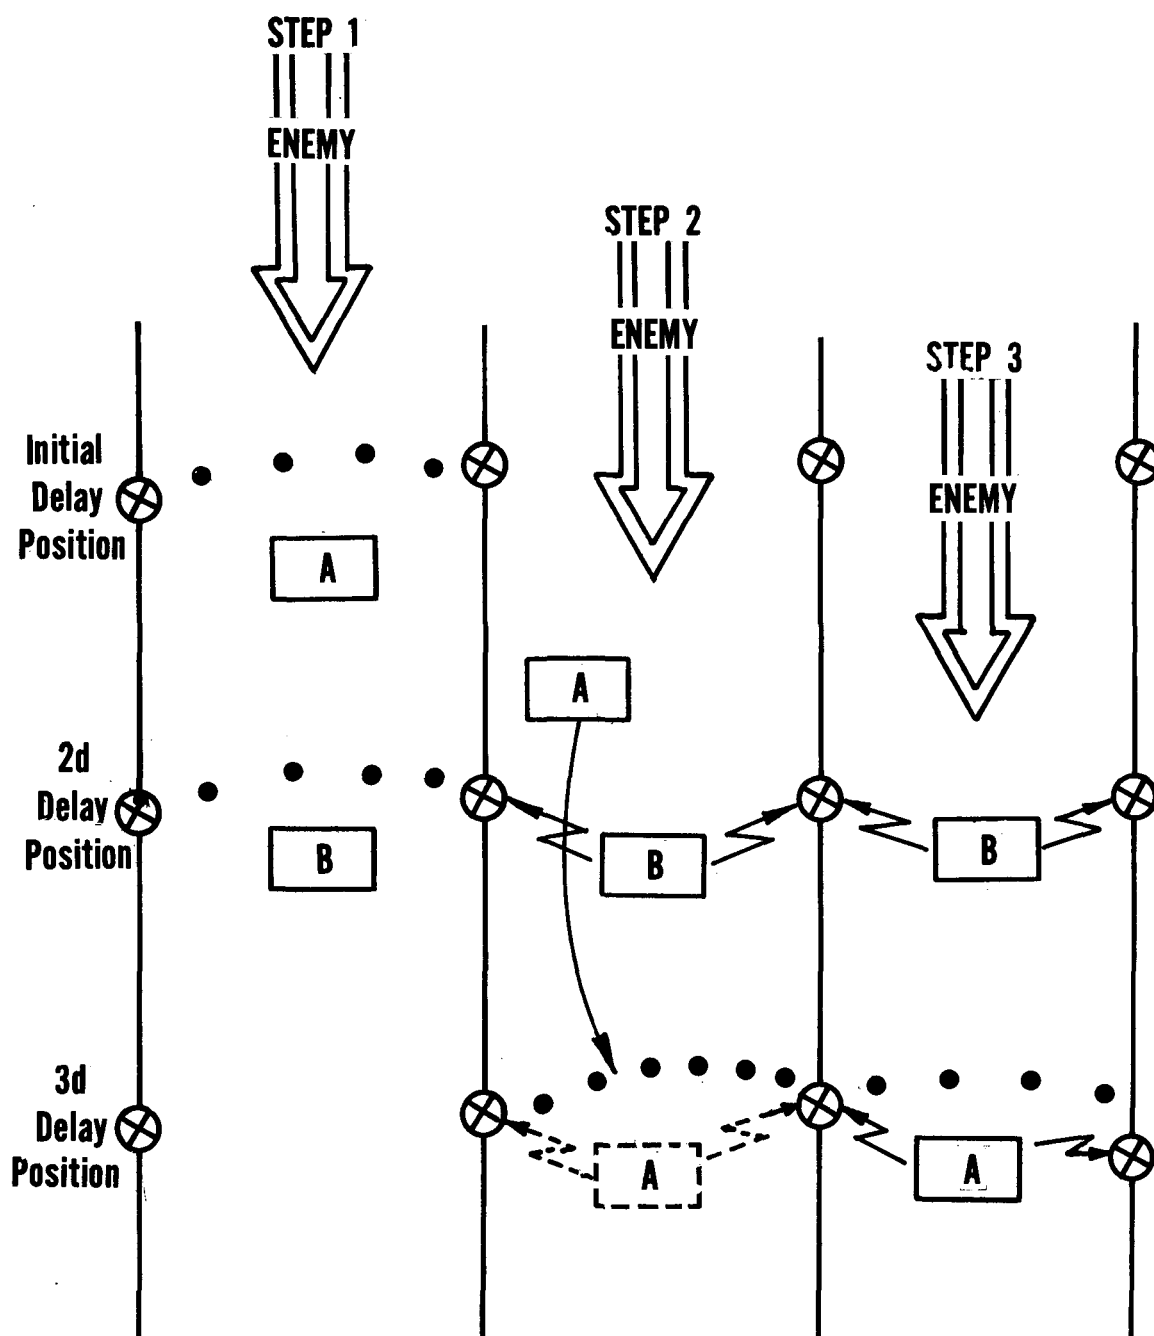 STEP 1
ENEMY
STEP 2
ENEMY
STEP 3
ENEMY
Initial
Delay
Position
A
A
2d
Delay
Position
B
B
B
3d
Delay
Position
A
A